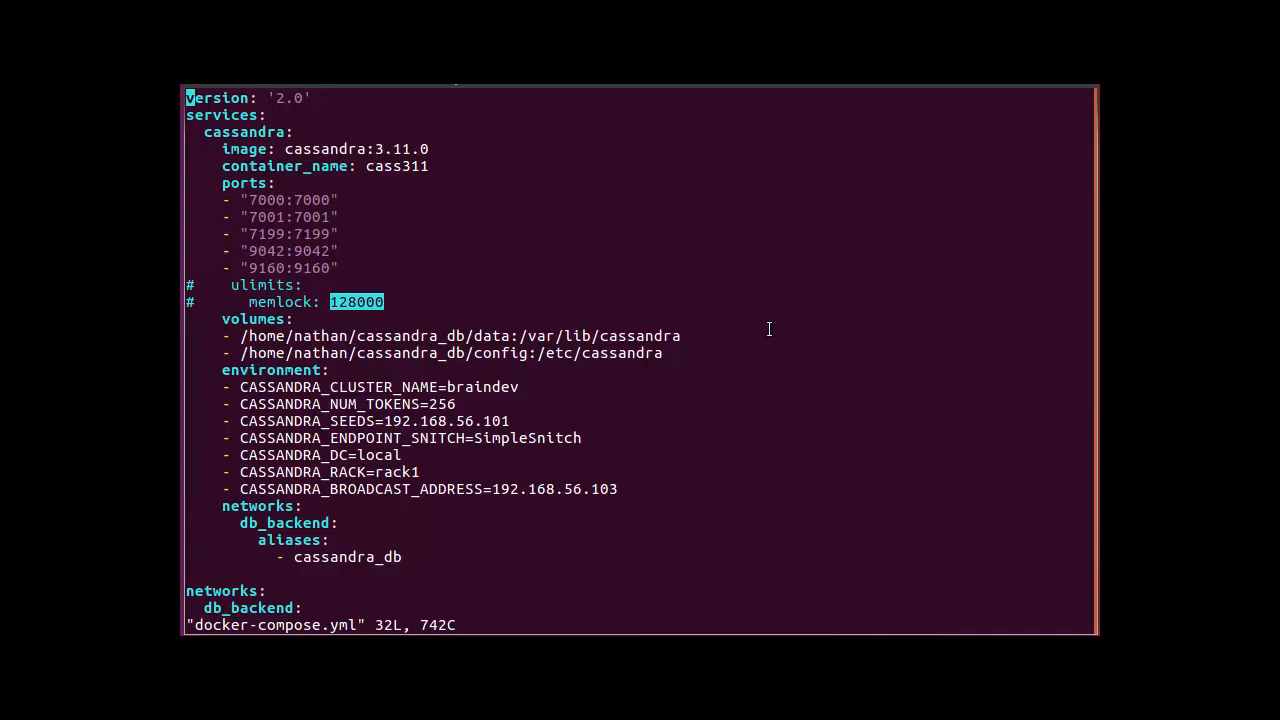 version: '2.0'
services:
  cassandra:
    image: cassandra:3.11.0
    container_name: cass311
    ports:
    - "7000:7000"
    - "7001:7001"
    - "7199:7199"
    - "9042:9042"
    - "9160:9160"
#    ulimits:
#      memlock: 128000
    volumes:
    - /home/nathan/cassandra_db/data:/var/lib/cassandra
    - /home/nathan/cassandra_db/config:/etc/cassandra
    environment:
    - CASSANDRA_CLUSTER_NAME=braindev
    - CASSANDRA_NUM_TOKENS=256
    - CASSANDRA_SEEDS=192.168.56.101
    - CASSANDRA_ENDPOINT_SNITCH=SimpleSnitch
    - CASSANDRA_DC=local
    - CASSANDRA_RACK=rack1
    - CASSANDRA_BROADCAST_ADDRESS=192.168.56.103
    networks:
      db_backend:
        aliases:
          - cassandra_db

networks:
  db_backend:
"docker-compose.yml" 32L, 742C